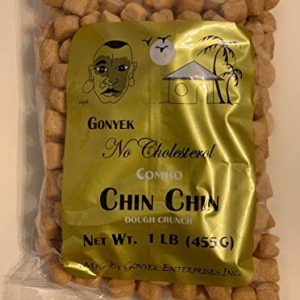 GONYEK
No Cholesterol
COMBO
CHIN CHIN
DOUGH CRUNCH
NET WT. 1 LB (455G)
MFG BY GONYEK ENTERPRISES INC